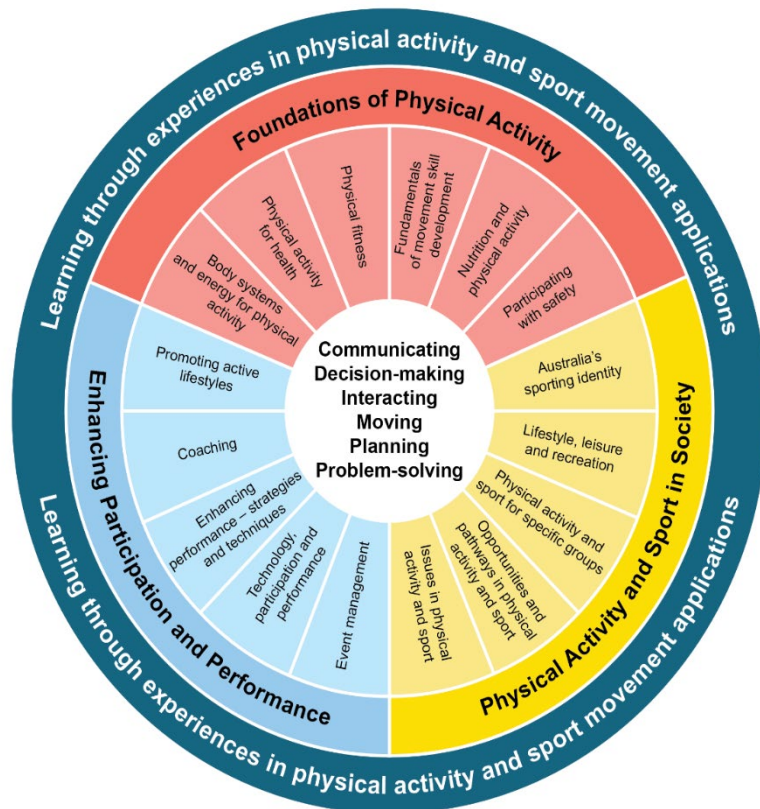 Learning through experiences in physical activity and sport movement applications
Foundations of Physical Activity
Body systems
and energy for physical
activity
Physical activity
for health
Physical fitness
Fundamentals
of movement skill
development
Nutrition and
physical activity
Participating
with safety
Physical Activity and Sport in Society
Australia's
sporting identity
Lifestyle, leisure
and recreation
Physical activity and
sport for specific groups
Opportunities and
pathways in physical
activity and sport
Issues in physical
activity and sport
Enhancing Participation and Performance
Promoting active
lifestyles
Coaching
Enhancing
performance – strategies
and techniques
Technology,
participation and
performance
Event management
Communicating
Decision-making
Interacting
Moving
Planning
Problem-solving
Learning through experiences in physical activity and sport movement applications